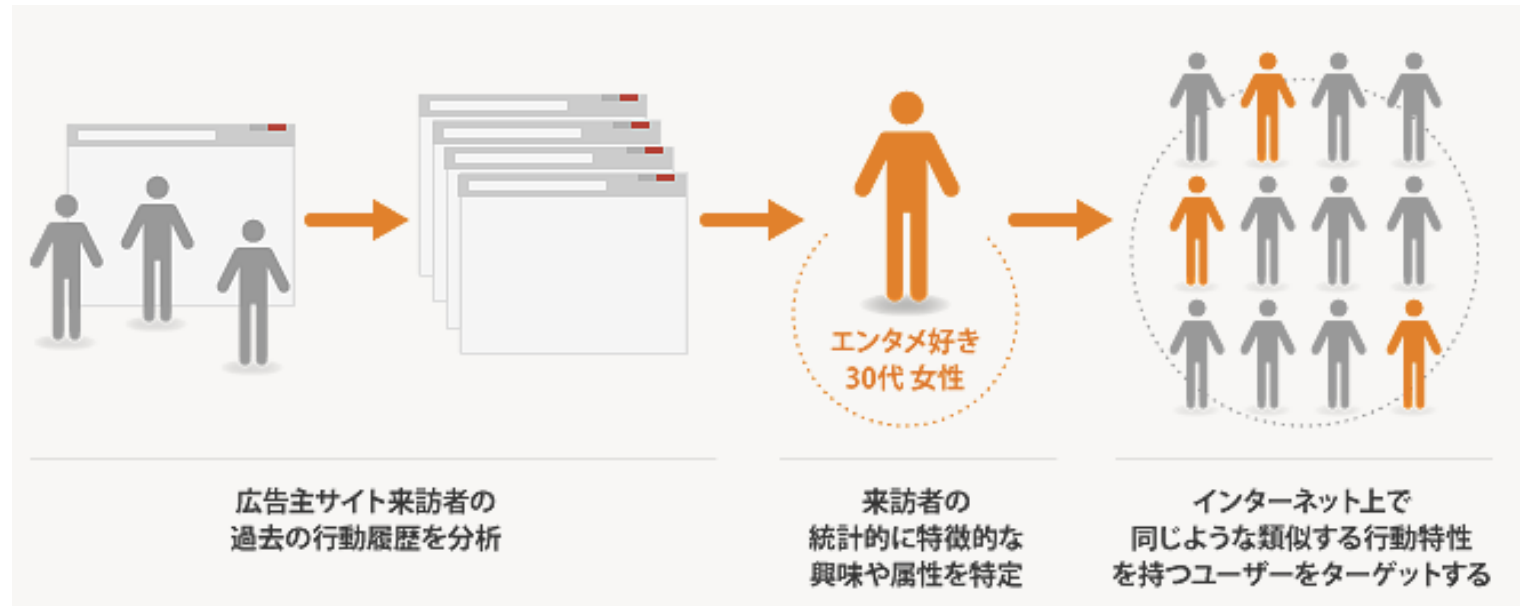 エンタメ好き
30代 女性
広告主サイト来訪者の
過去の行動履歴を分析
来訪者の
統計的に特徴的な
興味や属性を特定
インターネット上で
同じような類似する行動特性
を持つユーザーをターゲットする